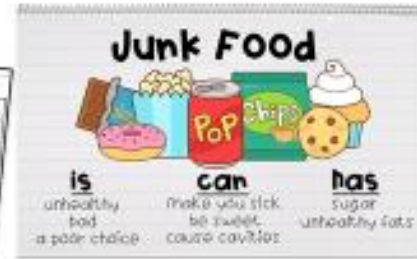 Junk Food
POP
Chips
is
can
has
unhealthy
bad
a poor choice
make you sick
be sweet
cause cavities
sugar
unhealthy fats